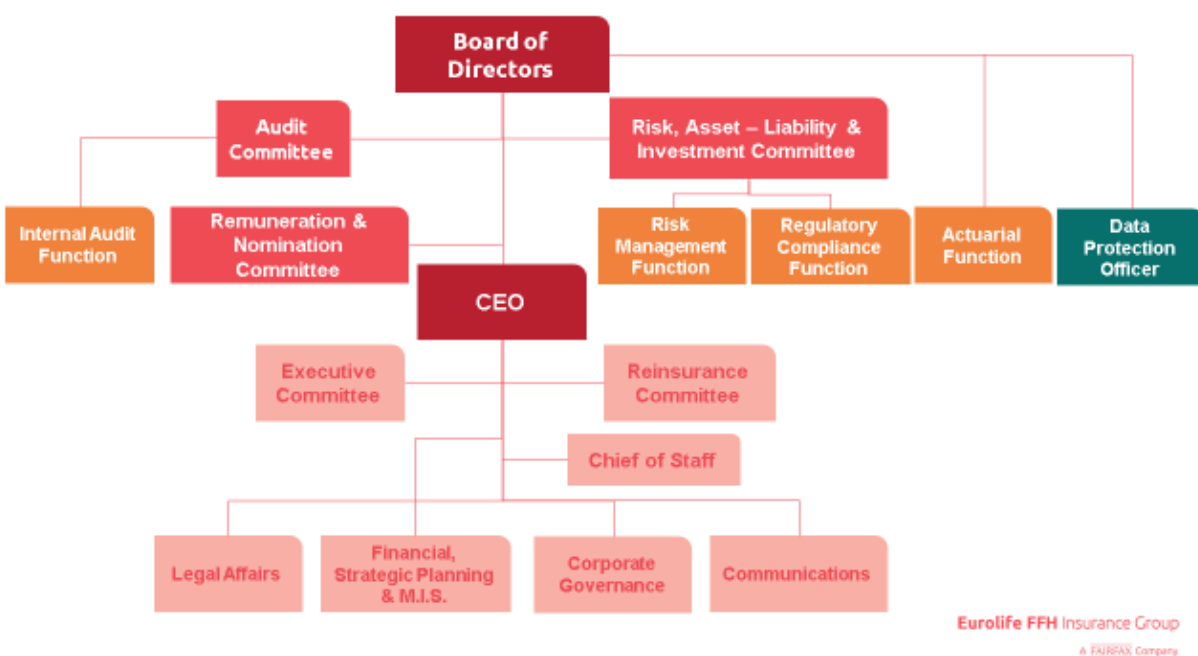 Board of
Directors
Audit
Committee
Risk, Asset – Liability &
Investment Committee
Internal Audit
Function
Remuneration &
Nomination
Committee
Risk
Management
Function
Regulatory
Compliance
Function
Actuarial
Function
Data
Protection
Officer
CEO
Executive
Committee
Reinsurance
Committee
Chief of Staff
Legal Affairs
Financial,
Strategic Planning
& M.I.S.
Corporate
Governance
Communications
Eurolife FFH Insurance Group
A FAIRFAX Company